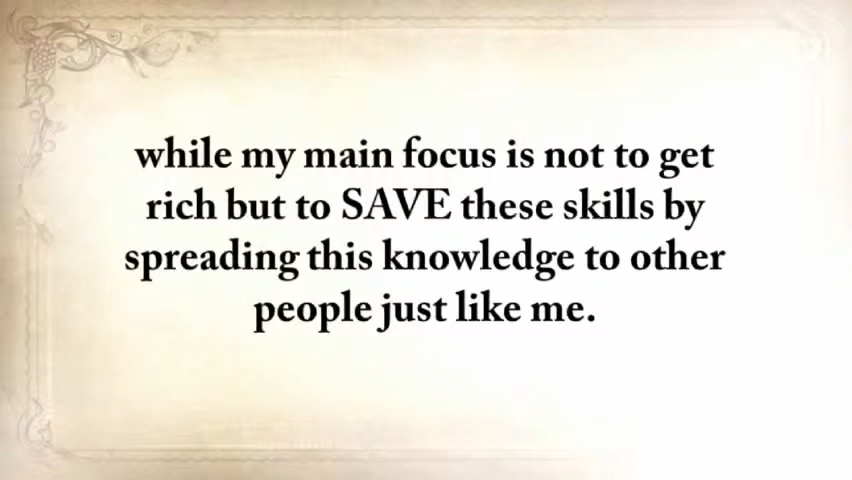 while my main focus is not to get
rich but to SAVE these skills by
spreading this knowledge to other
people just like me.